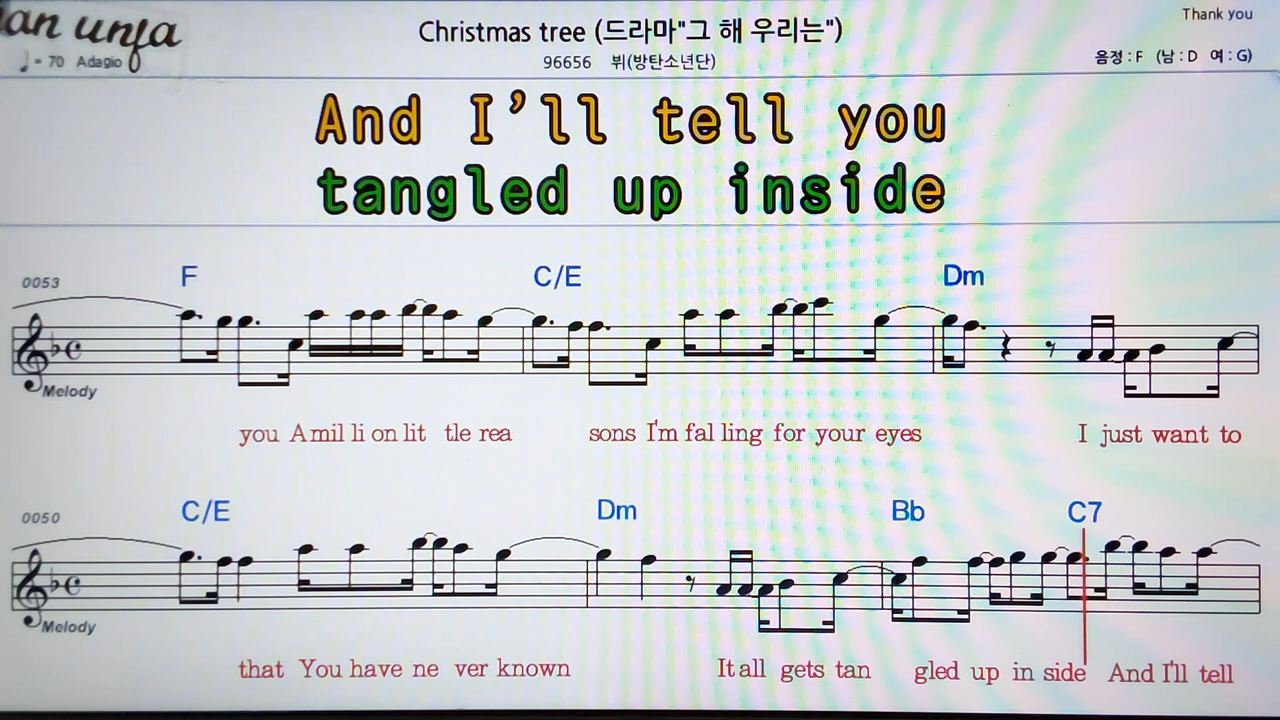 an unfa
Christmas tree (드라마"그 해 우리는")
Thank you
♩= 70 Adagio
96656 뷔(방탄소년단)
음정 : F (남 : D 여 : G)
And I'll tell you
tangled up inside
0053
F C/E Dm
Melody
you A mil li on lit tle rea sons I'm fal ling for your eyes I just want to
0050
C/E Dm Bb C7
Melody
that You have ne ver known It all gets tan gled up in side And I'll tell